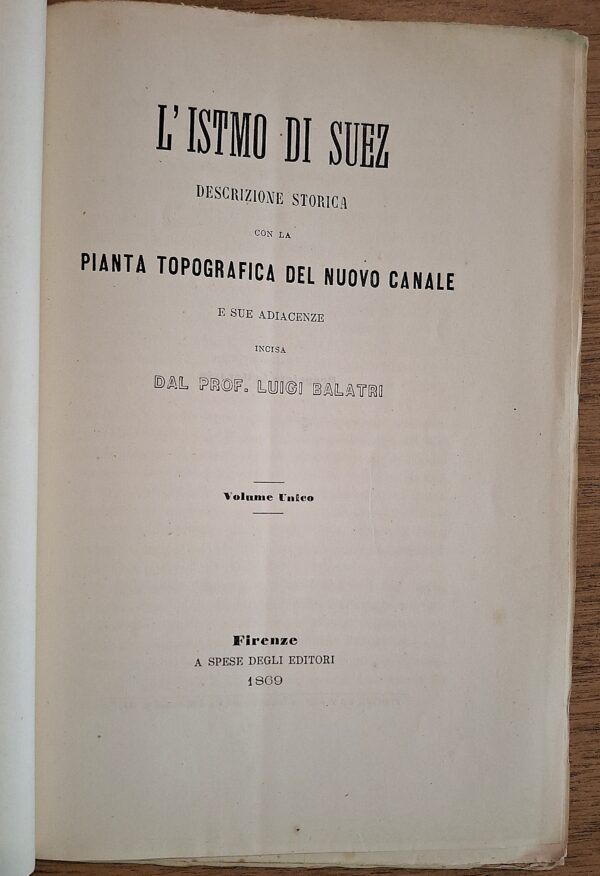 L' ISTMO DI SUEZ
DESCRIZIONE STORICA
CON LA
PIANTA TOPOGRAFICA DEL NUOVO CANALE
E SUE ADIACENZE
INCISA
DAL PROF. LUIGI BALATRI
Volume Unico
Firenze
A SPESE DEGLI EDITORI
1869